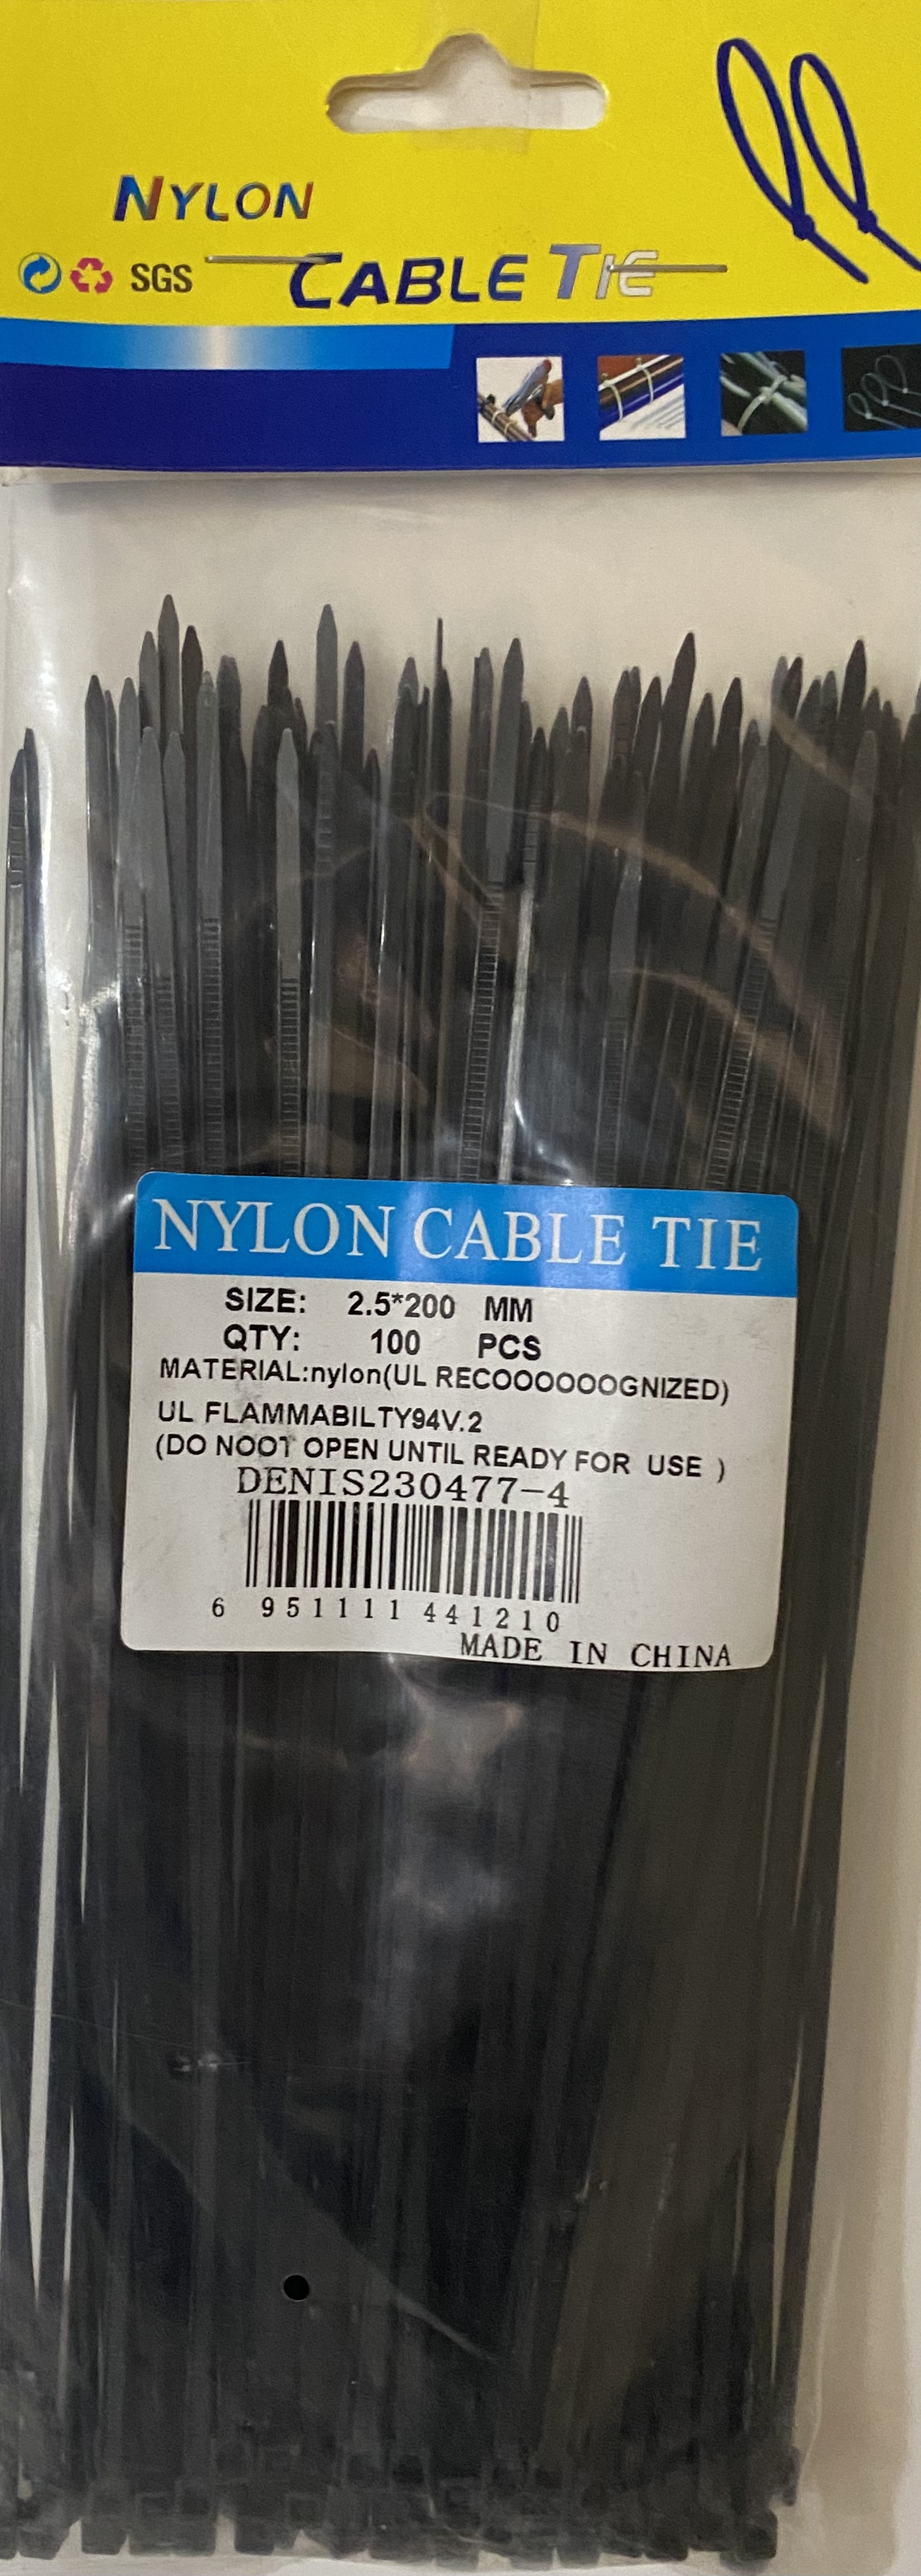 NYLON
SGS
CABLE TIE
NYLON CABLE TIE
SIZE: 2.5*200 MM
QTY: 100 PCS
MATERIAL:nylon(UL RECOOOOOOGNIZED)
UL FLAMMABILTY94V.2
(DO NOOT OPEN UNTIL READY FOR USE )
DENIS230477-4
6 951111 441210
MADE IN CHINA